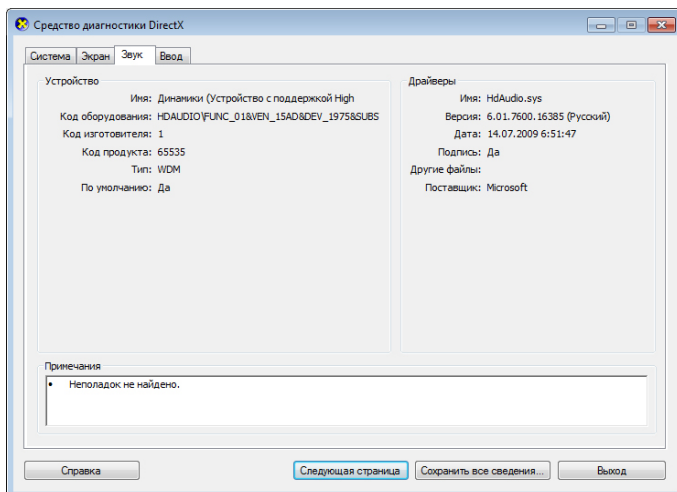 Средство диагностики DirectX
Система Экран Звук Ввод
Устройство
Имя: Динамики (Устройство с поддержкой High
Код оборудования: HDAUDIO\FUNC_01&VEN_15AD&DEV_1975&SUBS
Код изготовителя: 1
Код продукта: 65535
Тип: WDM
По умолчанию: Да
Драйверы
Имя: HdAudio.sys
Версия: 6.01.7600.16385 (Русский)
Дата: 14.07.2009 6:51:47
Подпись: Да
Другие файлы:
Поставщик: Microsoft
Примечания
• Неполадок не найдено.
Справка Следующая страница Сохранить все сведения... Выход